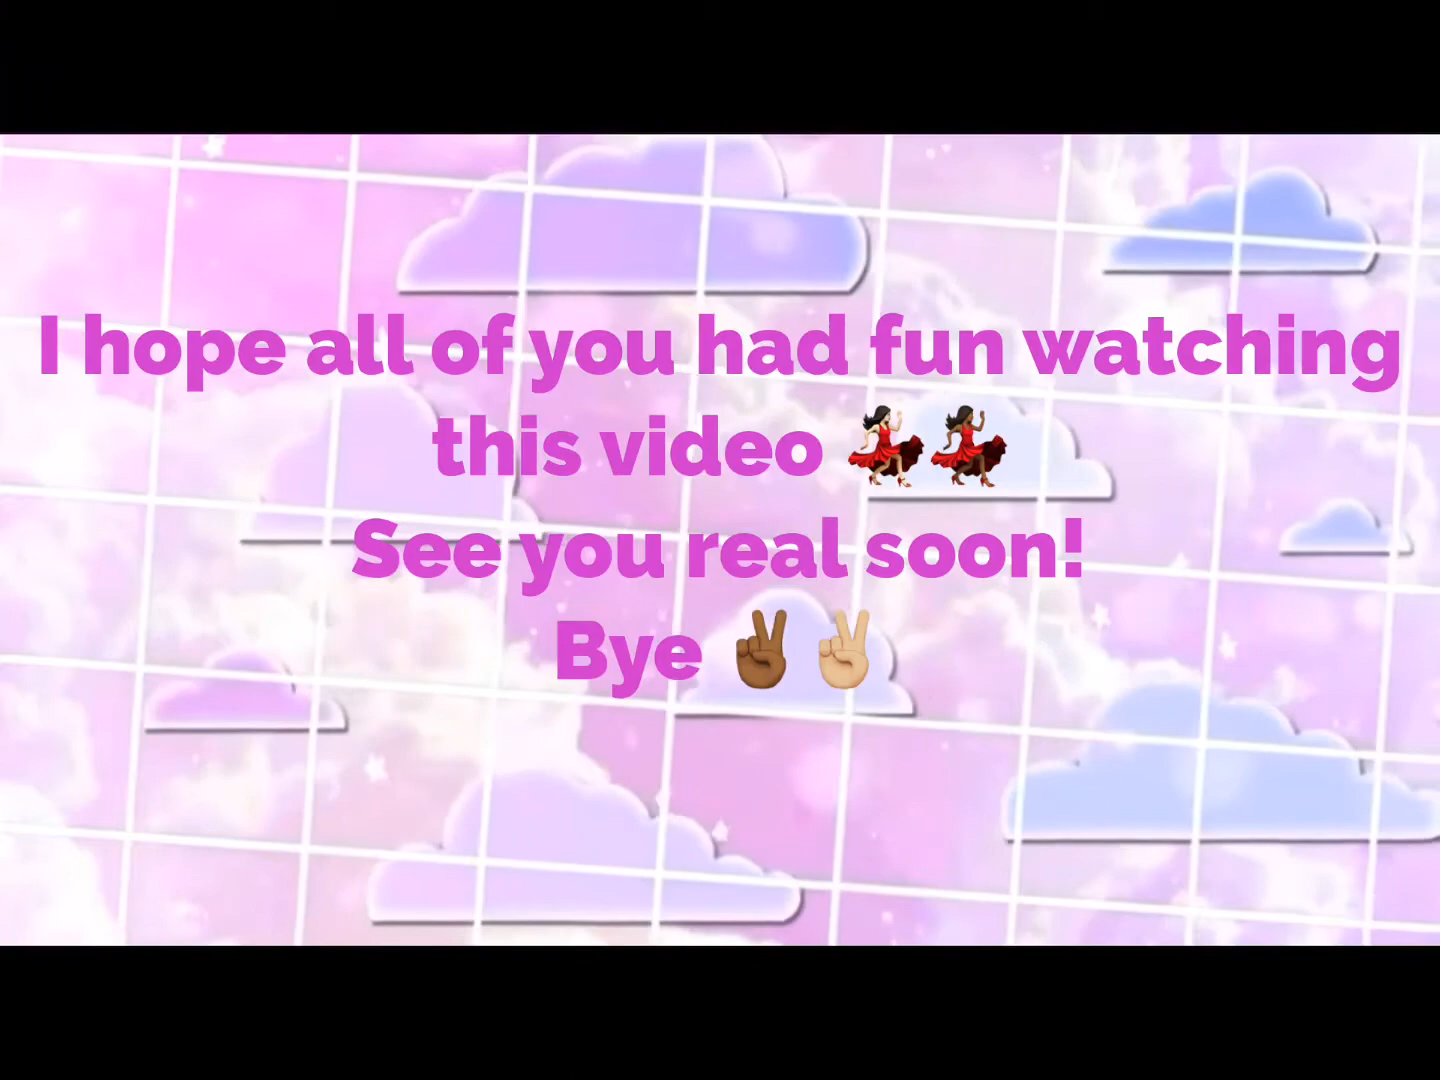 I hope all of you had fun watching
this video 💃🏻💃🏾
See you real soon!
Bye ✌🏾✌🏼